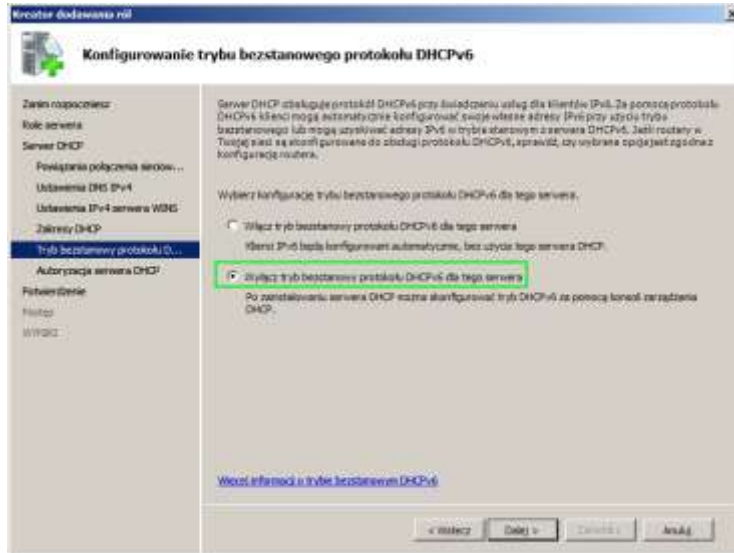 Kreator dodawania ról
Konfigurowanie trybu bezstanowego protokołu DHCPv6
Zanim rozpoczniesz
Role serwera
Serwer DHCP
Powiązania połączenia sieciow...
Ustawienia DNS IPv4
Ustawienia IPv4 serwera WINS
Zakresy DHCP
Tryb bezstanowy protokołu D...
Autoryzacja serwera DHCP
Potwierdzenie
Postęp
Wyniki
Serwer DHCP obsługuje protokół DHCPv6 przy świadczeniu usług dla klientów IPv6. Za pomocą protokołu
DHCPv6 klienci mogą automatycznie konfigurować swoje własne adresy IPv6 przy użyciu trybu
bezstanowego lub mogą uzyskiwać adresy IPv6 w trybie stanowym z serwera DHCPv6. Jeśli routery w
Twojej sieci są skonfigurowane do obsługi protokołu DHCPv6, sprawdź, czy wybrana opcja jest zgodna z
konfiguracją routera.
Wybierz konfigurację trybu bezstanowego protokołu DHCPv6 dla tego serwera.
Włącz tryb bezstanowy protokołu DHCPv6 dla tego serwera
Klienci IPv6 będą konfigurowani automatycznie, bez użycia tego serwera DHCP.
Wyłącz tryb bezstanowy protokołu DHCPv6 dla tego serwera
Po zainstalowaniu serwera DHCP można skonfigurować tryb DHCPv6 za pomocą konsoli zarządzania
DHCP.
Więcej informacji o trybie bezstanowym DHCPv6
< Wstecz
Dalej >
Zainstaluj
Anuluj